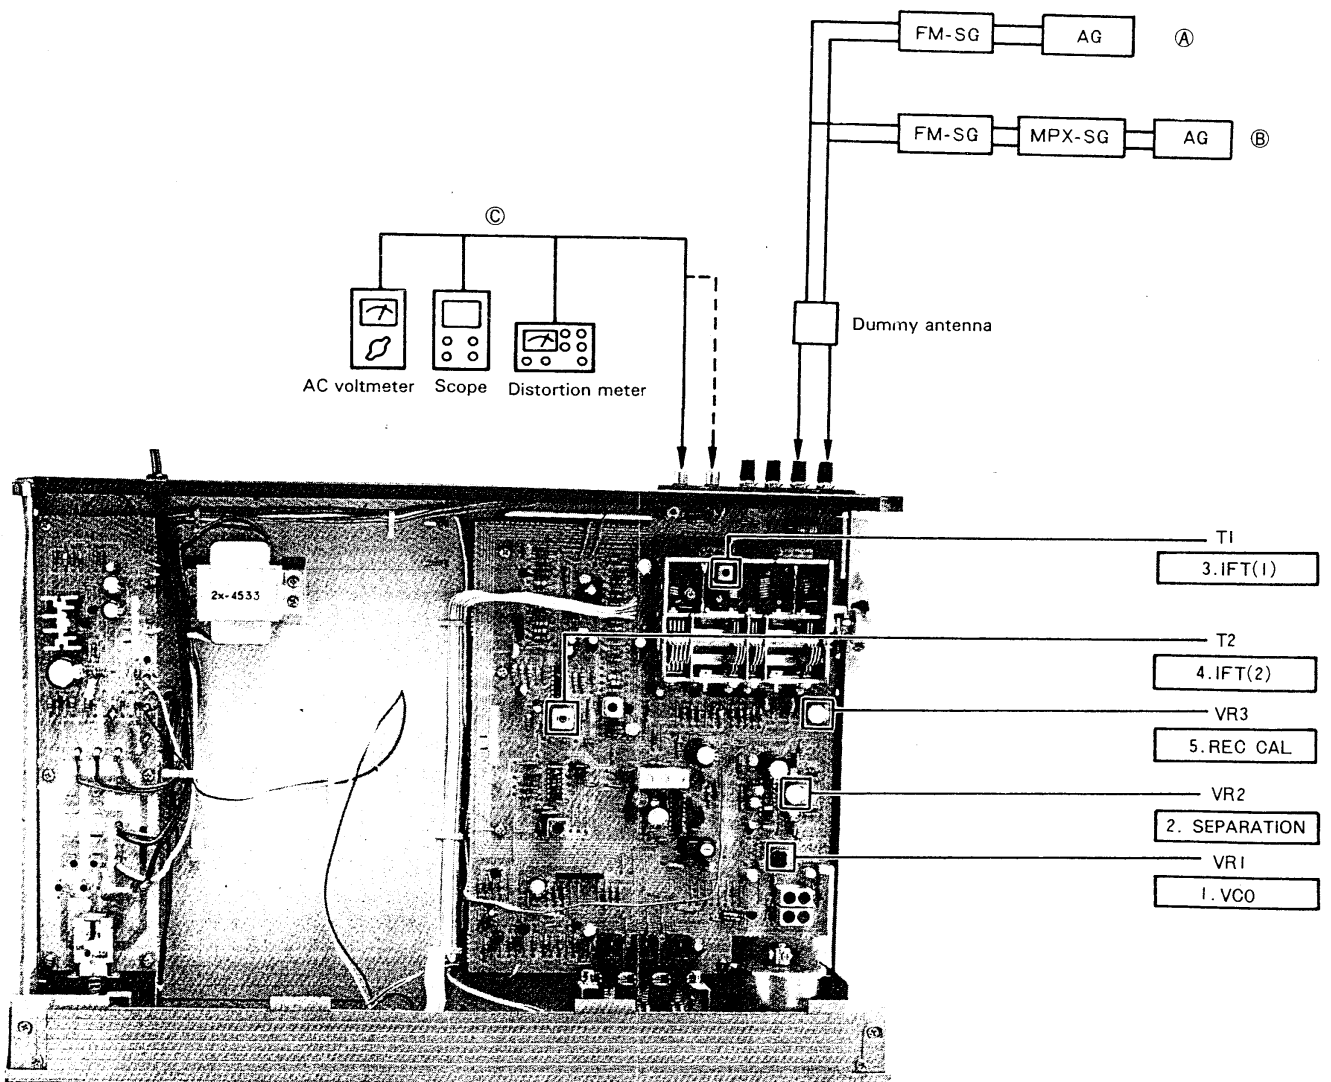 FM-SG
AG
Ⓐ
FM-SG
MPX-SG
AG
Ⓑ
Ⓒ
Dummy antenna
AC voltmeter
Scope
Distortion meter
2x-4533
T1
3.IFT(1)
T2
4.IFT(2)
VR3
5.REC CAL
VR2
2. SEPARATION
VR1
1.VCO